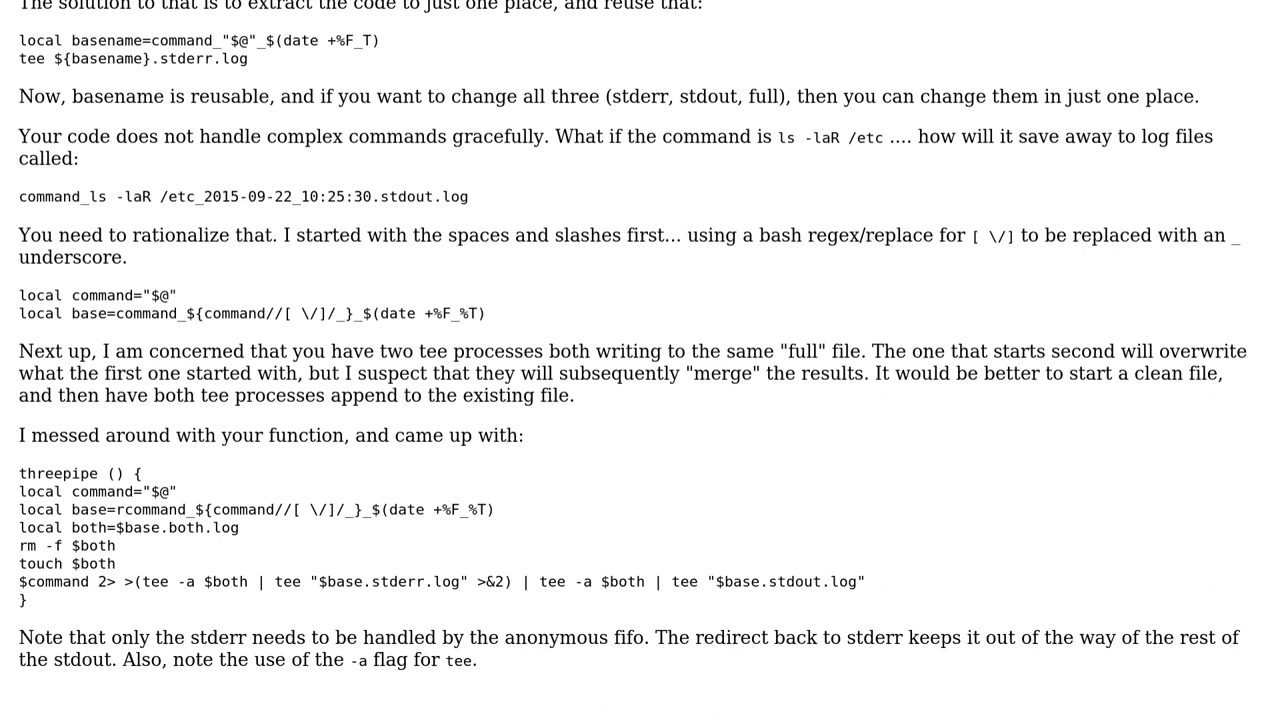 The solution to that is to extract the code to just one place, and reuse that:
local basename=command_"$@"_$(date +%F_T)
tee ${basename}.stderr.log
Now, basename is reusable, and if you want to change all three (stderr, stdout, full), then you can change them in just one place.
Your code does not handle complex commands gracefully. What if the command is ls -laR /etc .... how will it save away to log files
called:
command_ls -laR /etc_2015-09-22_10:25:30.stdout.log
You need to rationalize that. I started with the spaces and slashes first... using a bash regex/replace for [ \/] to be replaced with an _
underscore.
local command="$@"
local base=command_${command//[ \/]/_}_$(date +%F_%T)
Next up, I am concerned that you have two tee processes both writing to the same "full" file. The one that starts second will overwrite
what the first one started with, but I suspect that they will subsequently "merge" the results. It would be better to start a clean file,
and then have both tee processes append to the existing file.
I messed around with your function, and came up with:
threepipe () {
local command="$@"
local base=rcommand_${command//[ \/]/_}_$(date +%F_%T)
local both=$base.both.log
rm -f $both
touch $both
$command 2> >(tee -a $both | tee "$base.stderr.log" >&2) | tee -a $both | tee "$base.stdout.log"
}
Note that only the stderr needs to be handled by the anonymous fifo. The redirect back to stderr keeps it out of the way of the rest of
the stdout. Also, note the use of the -a flag for tee.